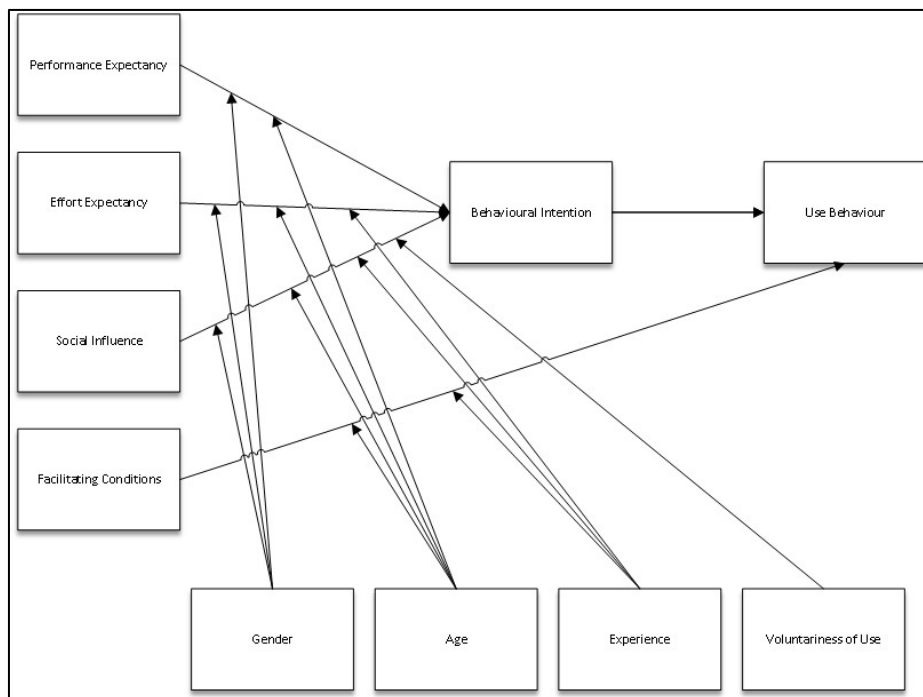 Performance Expectancy
Effort Expectancy
Behavioural Intention
Use Behaviour
Social Influence
Facilitating Conditions
Gender
Age
Experience
Voluntariness of Use